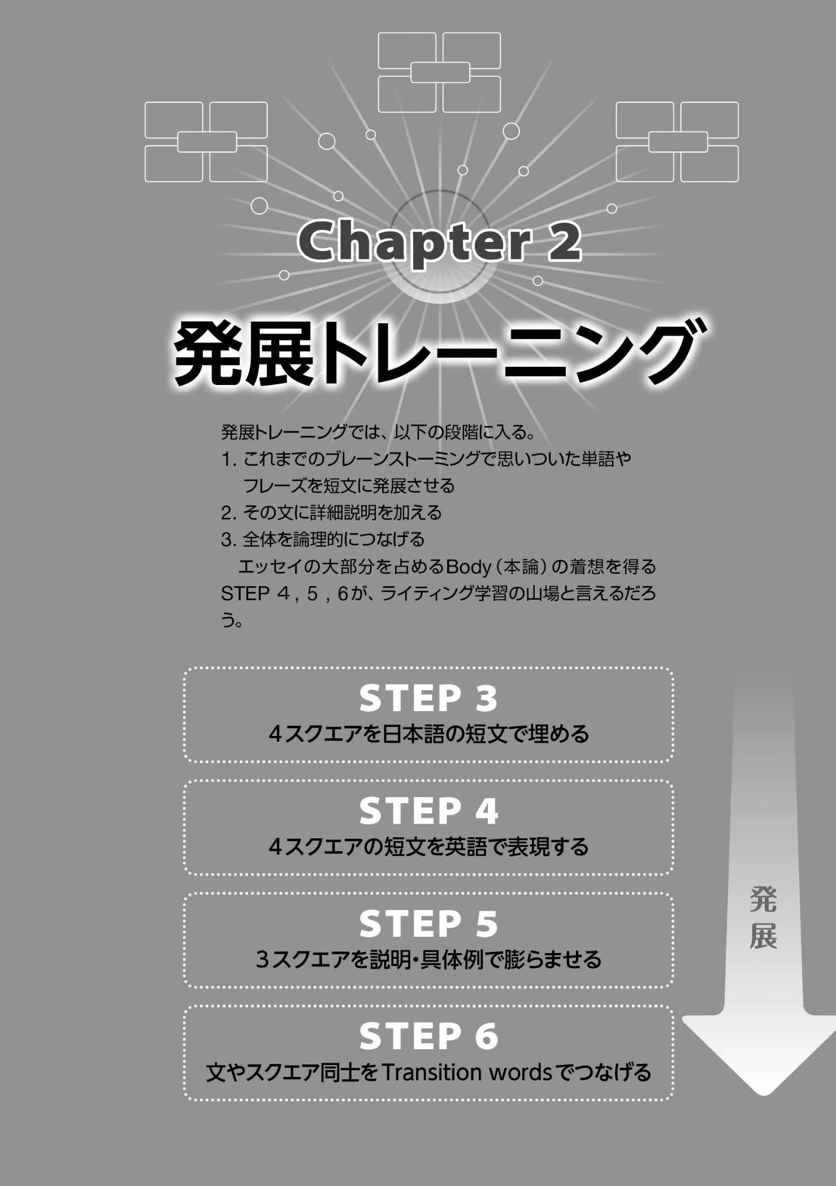 Chapter 2
発展トレーニング
発展トレーニングでは、以下の段階に入る。
1. これまでのブレーンストーミングで思いついた単語や
フレーズを短文に発展させる
2. その文に詳細説明を加える
3. 全体を論理的につなげる
エッセイの大部分を占めるBody（本論）の着想を得る
STEP 4, 5, 6が、ライティング学習の山場と言えるだろ
う。
STEP 3
4スクエアを日本語の短文で埋める
STEP 4
4スクエアの短文を英語で表現する
STEP 5
3スクエアを説明・具体例で膨らませる
STEP 6
文やスクエア同士をTransition wordsでつなげる
発展